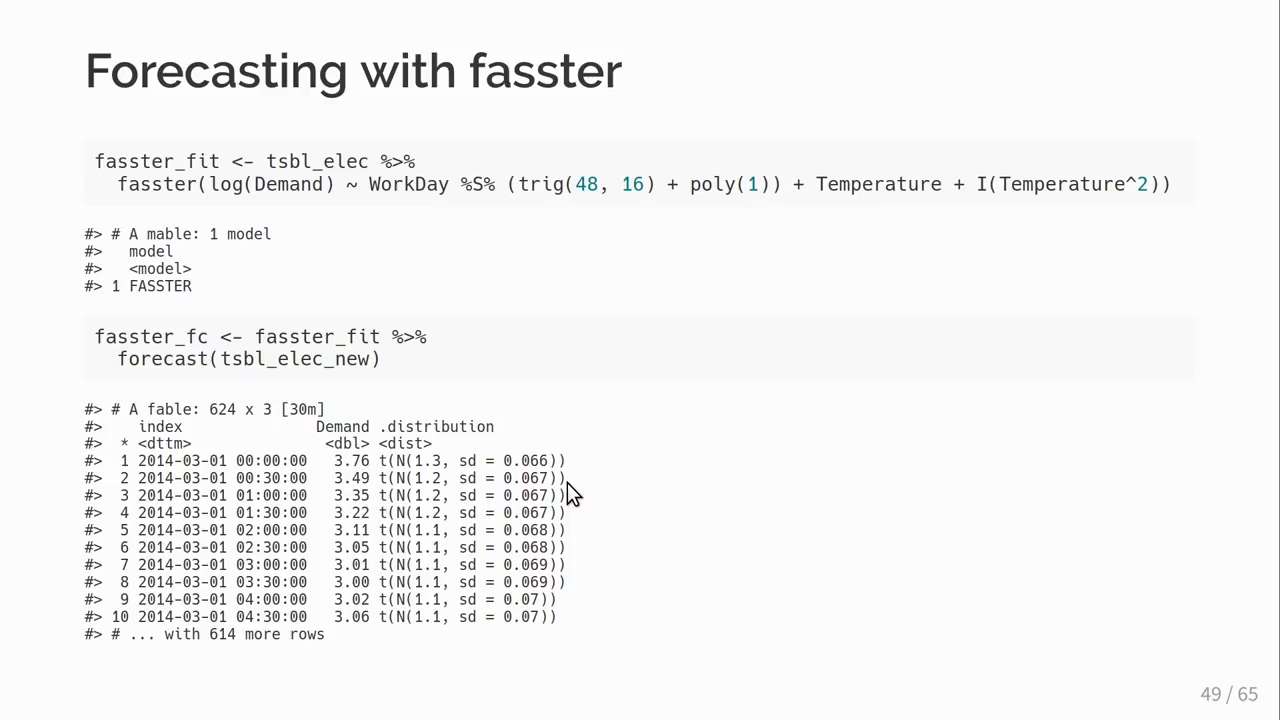 Forecasting with fasster
fasster_fit <- tsbl_elec %>%
  fasster(log(Demand) ~ WorkDay %S% (trig(48, 16) + poly(1)) + Temperature + I(Temperature^2))
#> # A mable: 1 model
#>   model
#>   <model>
#> 1 FASSTER
fasster_fc <- fasster_fit %>%
  forecast(tsbl_elec_new)
#> # A fable: 624 x 3 [30m]
#>    index               Demand .distribution
#>  * <dttm>               <dbl> <dist>
#>  1 2014-03-01 00:00:00   3.76 t(N(1.3, sd = 0.066))
#>  2 2014-03-01 00:30:00   3.49 t(N(1.2, sd = 0.067))
#>  3 2014-03-01 01:00:00   3.35 t(N(1.2, sd = 0.067))
#>  4 2014-03-01 01:30:00   3.22 t(N(1.2, sd = 0.067))
#>  5 2014-03-01 02:00:00   3.11 t(N(1.1, sd = 0.068))
#>  6 2014-03-01 02:30:00   3.05 t(N(1.1, sd = 0.068))
#>  7 2014-03-01 03:00:00   3.01 t(N(1.1, sd = 0.069))
#>  8 2014-03-01 03:30:00   3.00 t(N(1.1, sd = 0.069))
#>  9 2014-03-01 04:00:00   3.02 t(N(1.1, sd = 0.07))
#> 10 2014-03-01 04:30:00   3.06 t(N(1.1, sd = 0.07))
#> # ... with 614 more rows
49 / 65